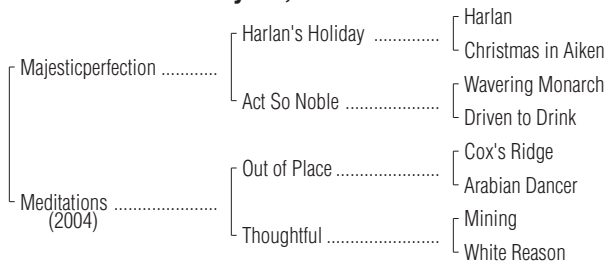 Harlan
Harlan's Holiday ..............
Christmas in Aiken
Majesticperfection ............
Wavering Monarch
Act So Noble ....................
Driven to Drink
Cox's Ridge
Out of Place ......................
Arabian Dancer
Meditations ......................
(2004)
Mining
Thoughtful ........................
White Reason